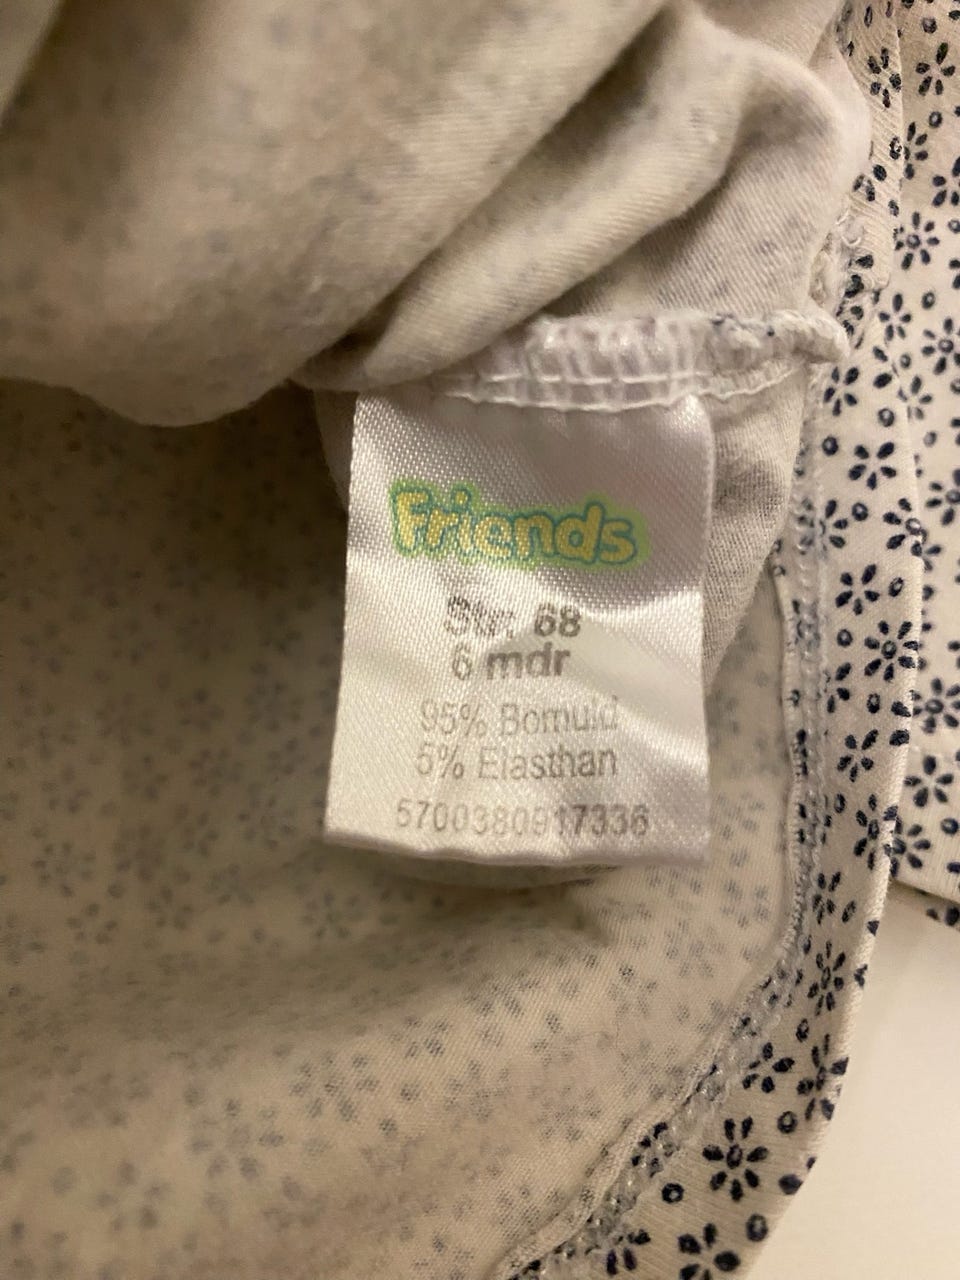 Friends
Str. 68
6 mdr
95% Bomuld
5% Elasthan
5700380917336